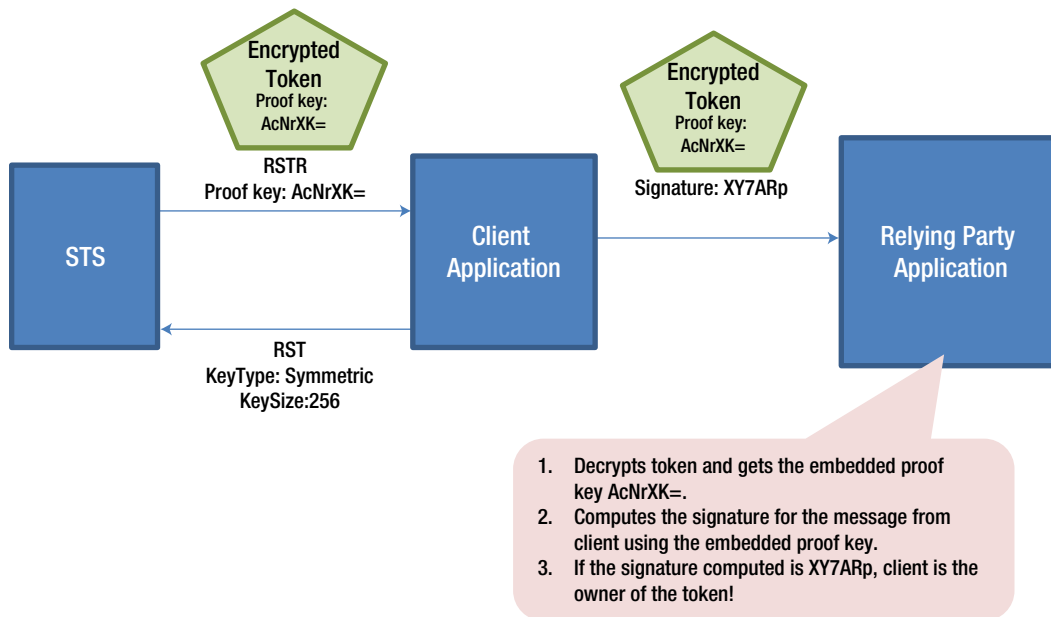 Encrypted
Token
Proof key:
AcNrXK=
RSTR
Proof key: AcNrXK=
Encrypted
Token
Proof key:
AcNrXK=
Signature: XY7ARp
STS
Client
Application
Relying Party
Application
RST
KeyType: Symmetric
KeySize:256
1. Decrypts token and gets the embedded proof
key AcNrXK=.
2. Computes the signature for the message from
client using the embedded proof key.
3. If the signature computed is XY7ARp, client is the
owner of the token!